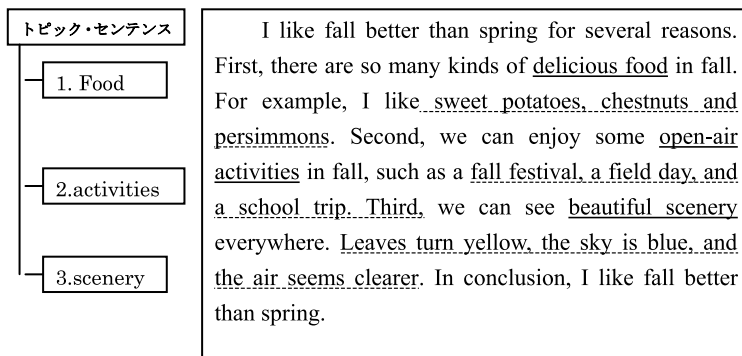 トピック・センテンス
1. Food
2.activities
3.scenery
I like fall better than spring for several reasons.
First, there are so many kinds of delicious food in fall.
For example, I like sweet potatoes, chestnuts and
persimmons. Second, we can enjoy some open-air
activities in fall, such as a fall festival, a field day, and
a school trip. Third, we can see beautiful scenery
everywhere. Leaves turn yellow, the sky is blue, and
the air seems clearer. In conclusion, I like fall better
than spring.